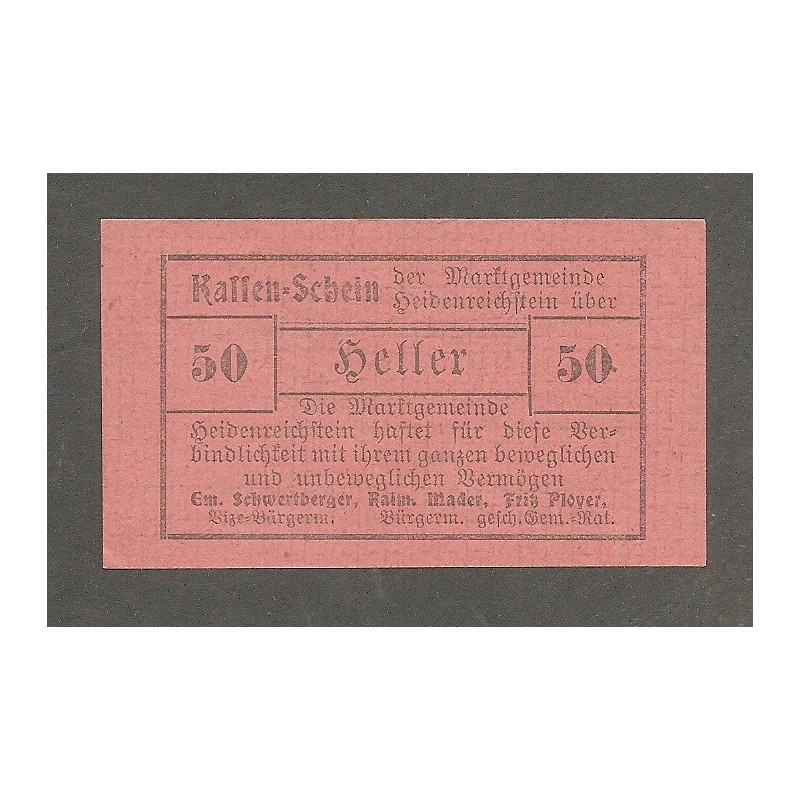 Kassen-Schein der Marktgemeinde
Heidenreichstein über
50 Heller 50
Die Marktgemeinde
Heidenreichstein haftet für diese Ver-
bindlichkeit mit ihrem ganzen beweglichen
und unbeweglichen Vermögen
Em. Schwertberger, Raim. Mader, Fritz Ployer,
Vize-Bürgerm. Bürgerm. gesch. Gem.-Rat.